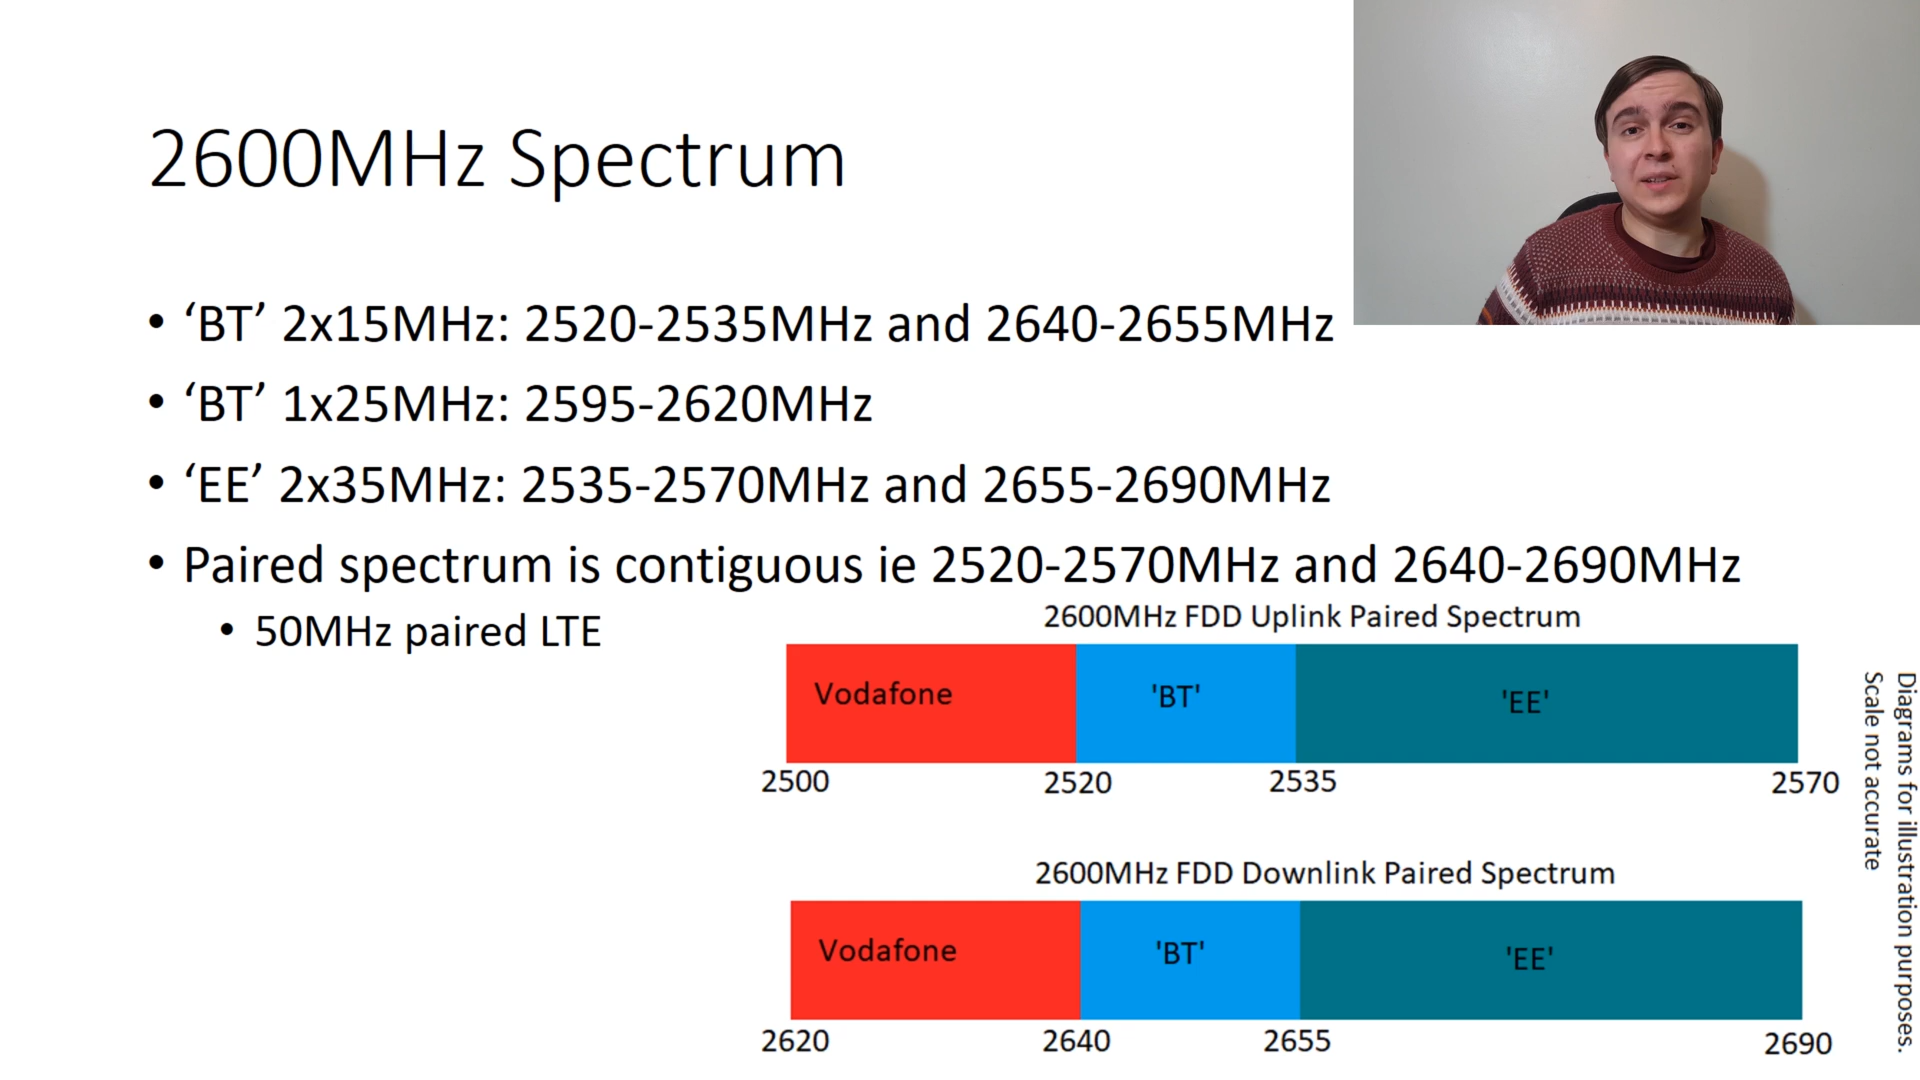 2600MHz Spectrum
• ‘BT’ 2x15MHz: 2520-2535MHz and 2640-2655MHz
• ‘BT’ 1x25MHz: 2595-2620MHz
• ‘EE’ 2x35MHz: 2535-2570MHz and 2655-2690MHz
• Paired spectrum is contiguous ie 2520-2570MHz and 2640-2690MHz
• 50MHz paired LTE
2600MHz FDD Uplink Paired Spectrum
Vodafone 'BT' 'EE'
2500 2520 2535 2570
2600MHz FDD Downlink Paired Spectrum
Vodafone 'BT' 'EE'
2620 2640 2655 2690
Diagrams for illustration purposes.
Scale not accurate